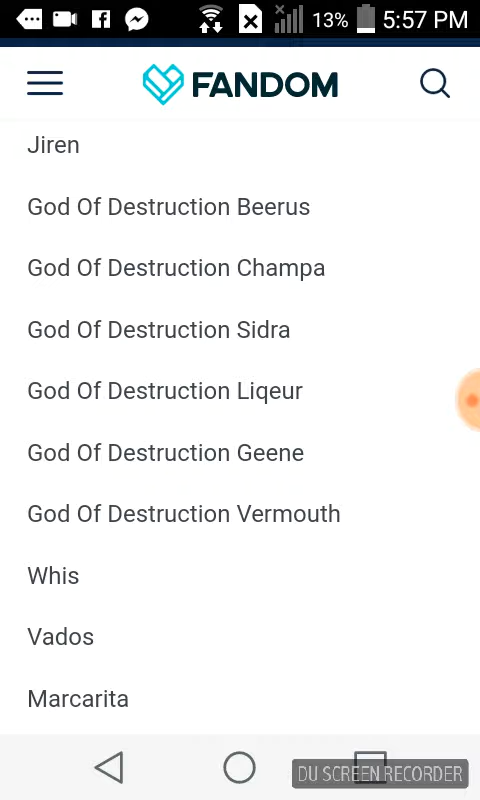 13% 5:57 PM
FANDOM
Jiren
God Of Destruction Beerus
God Of Destruction Champa
God Of Destruction Sidra
God Of Destruction Liqeur
God Of Destruction Geene
God Of Destruction Vermouth
Whis
Vados
Marcarita
DU SCREEN RECORDER